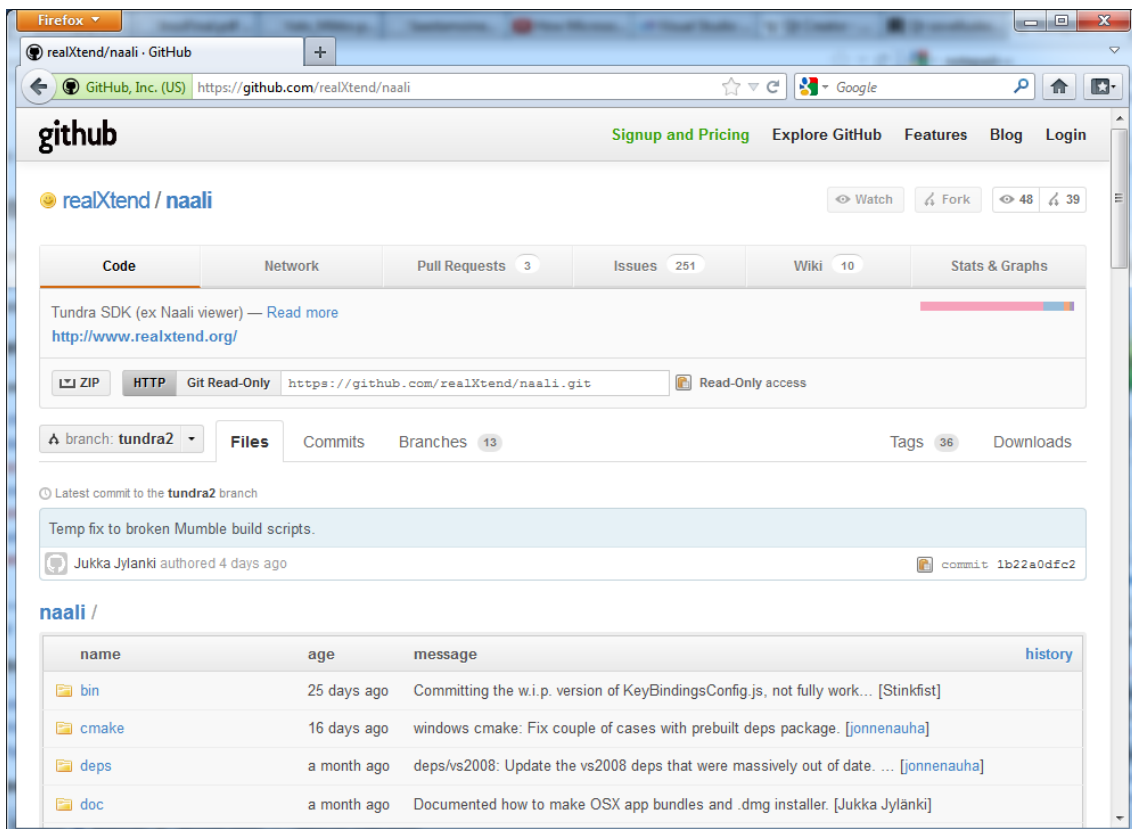 Firefox
realXtend/naali · GitHub
GitHub, Inc. (US) https://github.com/realXtend/naali Google
github Signup and Pricing Explore GitHub Features Blog Login
realXtend / naali Watch Fork 48 39
Code Network Pull Requests 3 Issues 251 Wiki 10 Stats & Graphs
Tundra SDK (ex Naali viewer) — Read more
http://www.realxtend.org/
ZIP HTTP Git Read-Only https://github.com/realXtend/naali.git Read-Only access
branch: tundra2 Files Commits Branches 13 Tags 36 Downloads
Latest commit to the tundra2 branch
Temp fix to broken Mumble build scripts.
Jukka Jylanki authored 4 days ago commit 1b22a0dfc2
naali /
name age message history
bin 25 days ago Committing the w.i.p. version of KeyBindingsConfig.js, not fully work… [Stinkfist]
cmake 16 days ago windows cmake: Fix couple of cases with prebuilt deps package. [jonnenauha]
deps a month ago deps/vs2008: Update the vs2008 deps that were massively out of date. … [jonnenauha]
doc a month ago Documented how to make OSX app bundles and .dmg installer. [Jukka Jylänki]